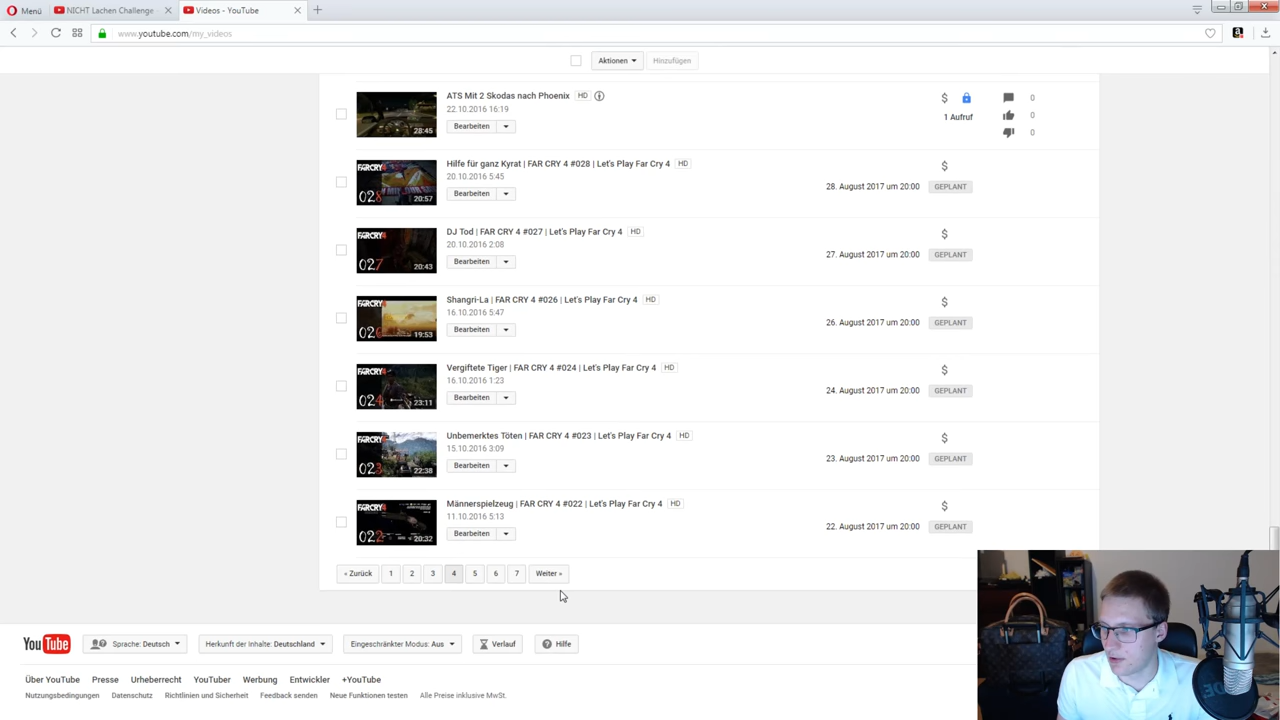 Menü
NICHT Lachen Challenge
Videos - YouTube
www.youtube.com/my_videos
Aktionen
Hinzufügen
ATS Mit 2 Skodas nach Phoenix HD
22.10.2016 16:19
Bearbeiten
28:45
$
1 Aufruf
0
0
0
Hilfe für ganz Kyrat | FAR CRY 4 #028 | Let's Play Far Cry 4 HD
20.10.2016 5:45
Bearbeiten
FARCRY4
028
20:57
$
28. August 2017 um 20:00 GEPLANT
DJ Tod | FAR CRY 4 #027 | Let's Play Far Cry 4 HD
20.10.2016 2:08
Bearbeiten
FARCRY4
027
20:43
$
27. August 2017 um 20:00 GEPLANT
Shangri-La | FAR CRY 4 #026 | Let's Play Far Cry 4 HD
16.10.2016 5:47
Bearbeiten
FARCRY4
026
19:53
$
26. August 2017 um 20:00 GEPLANT
Vergiftete Tiger | FAR CRY 4 #024 | Let's Play Far Cry 4 HD
16.10.2016 1:23
Bearbeiten
FARCRY4
024
23:11
$
24. August 2017 um 20:00 GEPLANT
Unbemerktes Töten | FAR CRY 4 #023 | Let's Play Far Cry 4 HD
15.10.2016 3:09
Bearbeiten
FARCRY4
023
22:38
$
23. August 2017 um 20:00 GEPLANT
Männerspielzeug | FAR CRY 4 #022 | Let's Play Far Cry 4 HD
11.10.2016 5:13
Bearbeiten
FARCRY4
022
20:32
$
22. August 2017 um 20:00 GEPLANT
« Zurück 1 2 3 4 5 6 7 Weiter »
YouTube
Sprache: Deutsch
Herkunft der Inhalte: Deutschland
Eingeschränkter Modus: Aus
Verlauf
Hilfe
Über YouTube Presse Urheberrecht YouTuber Werbung Entwickler +YouTube
Nutzungsbedingungen Datenschutz Richtlinien und Sicherheit Feedback senden Neue Funktionen testen Alle Preise inklusive MwSt.